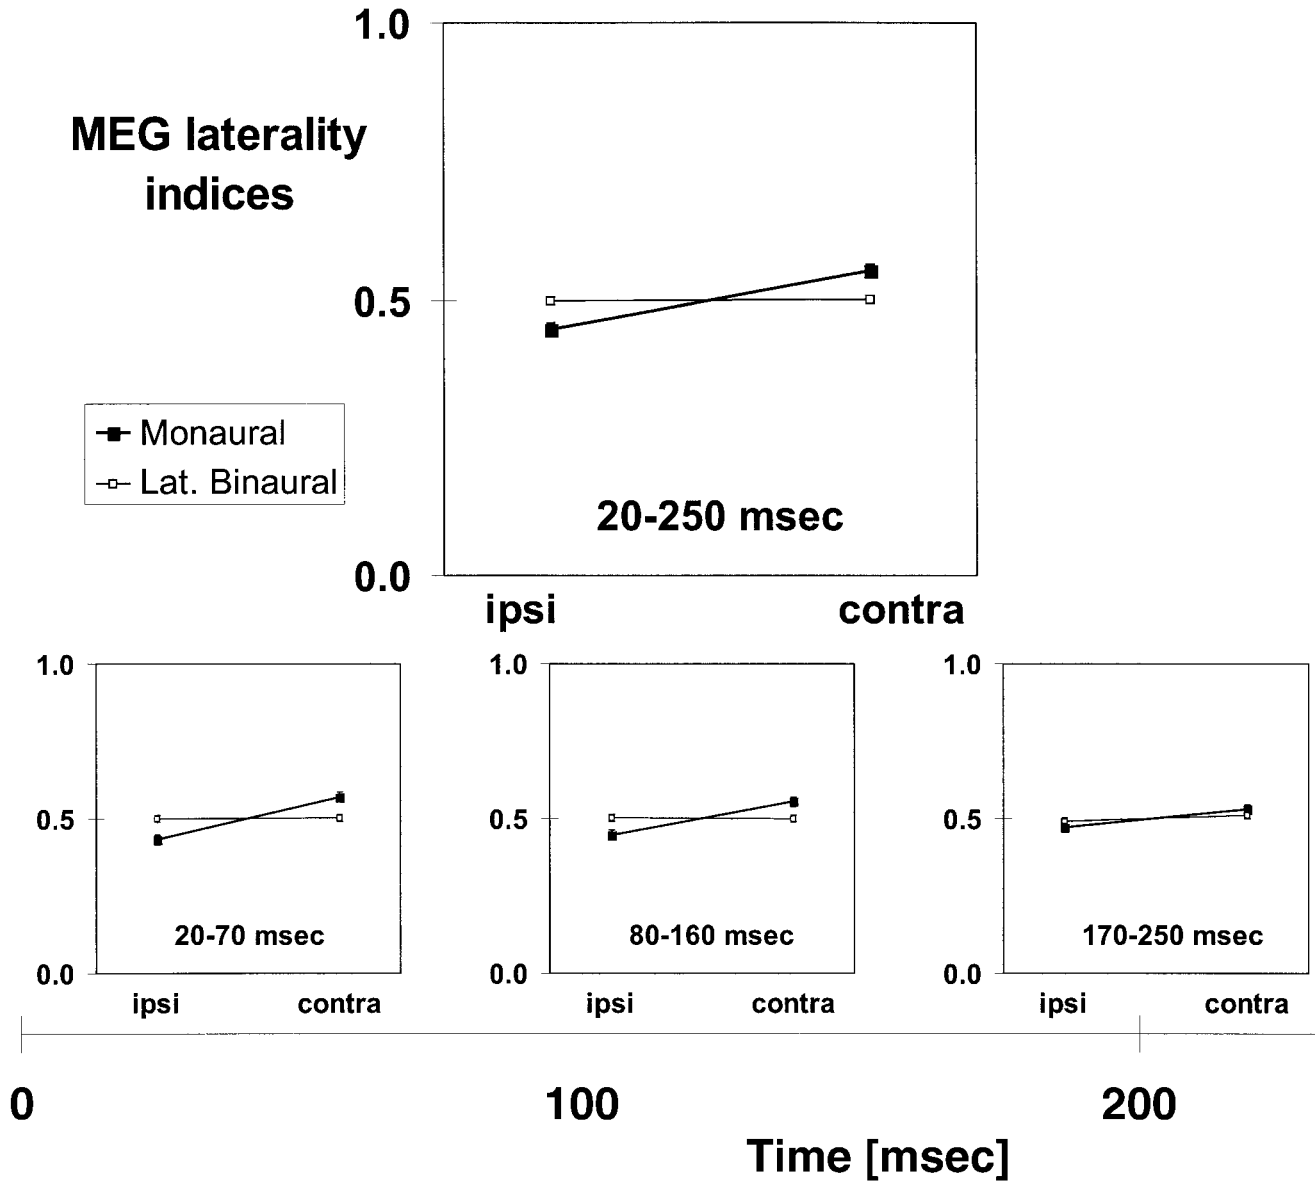 1.0
MEG laterality
indices
0.5
Monaural
Lat. Binaural
20-250 msec
0.0
ipsi contra
1.0 1.0 1.0
0.5 0.5 0.5
20-70 msec 80-160 msec 170-250 msec
0.0 0.0 0.0
ipsi contra ipsi contra ipsi contra
0 100 200
Time [msec]